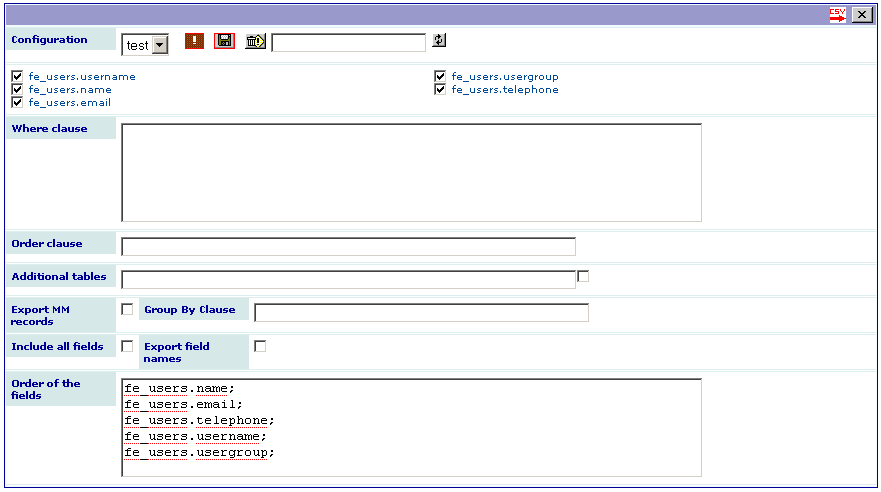 CSV
Configuration test
fe_users.username fe_users.usergroup
fe_users.name fe_users.telephone
fe_users.email
Where clause
Order clause
Additional tables
Export MM records Group By Clause
Include all fields Export field names
Order of the fields
fe_users.name;
fe_users.email;
fe_users.telephone;
fe_users.username;
fe_users.usergroup;